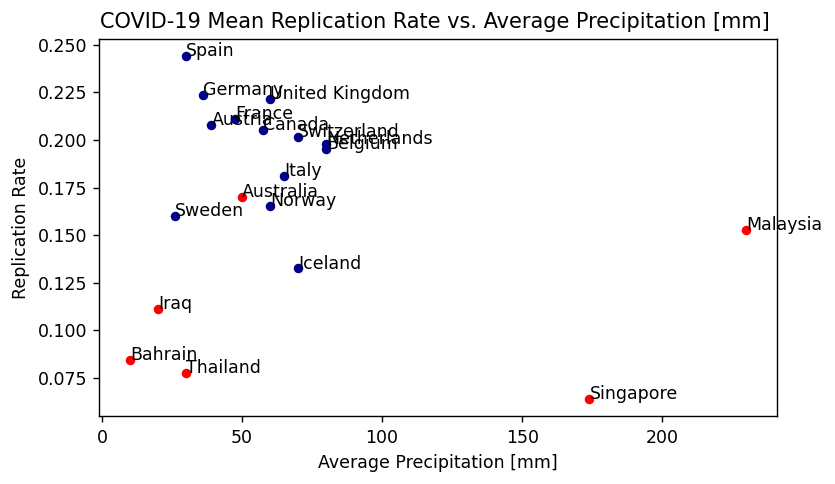 COVID-19 Mean Replication Rate vs. Average Precipitation [mm]
0.250
Spain
0.225
Germany
United Kingdom
France
Austria
Canada
0.200
Switzerland
Netherlands
Belgium
Italy
0.175
Australia
Norway
Sweden
0.150
Malaysia
Iceland
0.125
Iraq
0.100
Bahrain
Thailand
0.075
Singapore
Replication Rate
0
50
100
150
200
Average Precipitation [mm]